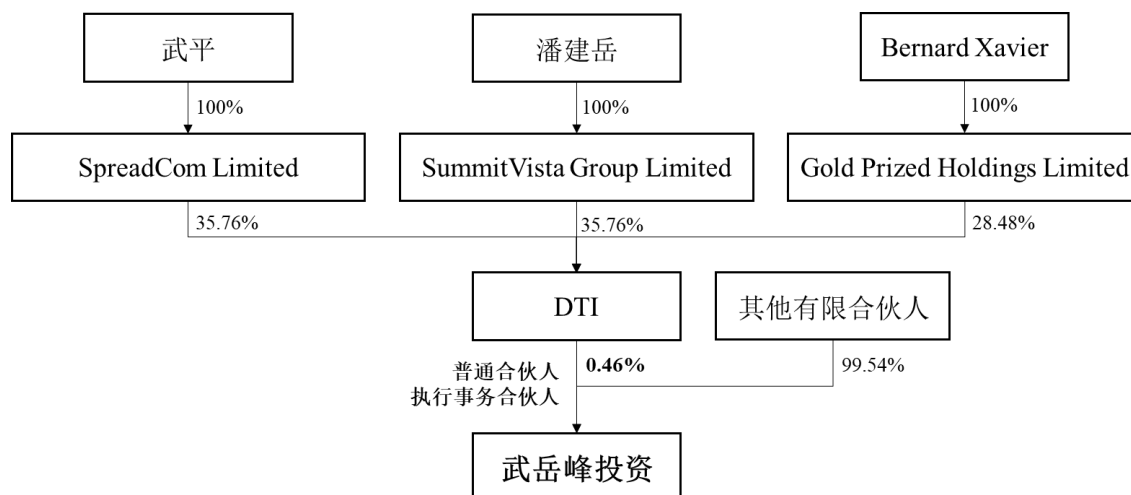 武平
潘建岳
Bernard Xavier
100%
100%
100%
SpreadCom Limited
SummitVista Group Limited
Gold Prized Holdings Limited
35.76%
35.76%
28.48%
DTI
其他有限合伙人
普通合伙人
执行事务合伙人
0.46%
99.54%
武岳峰投资